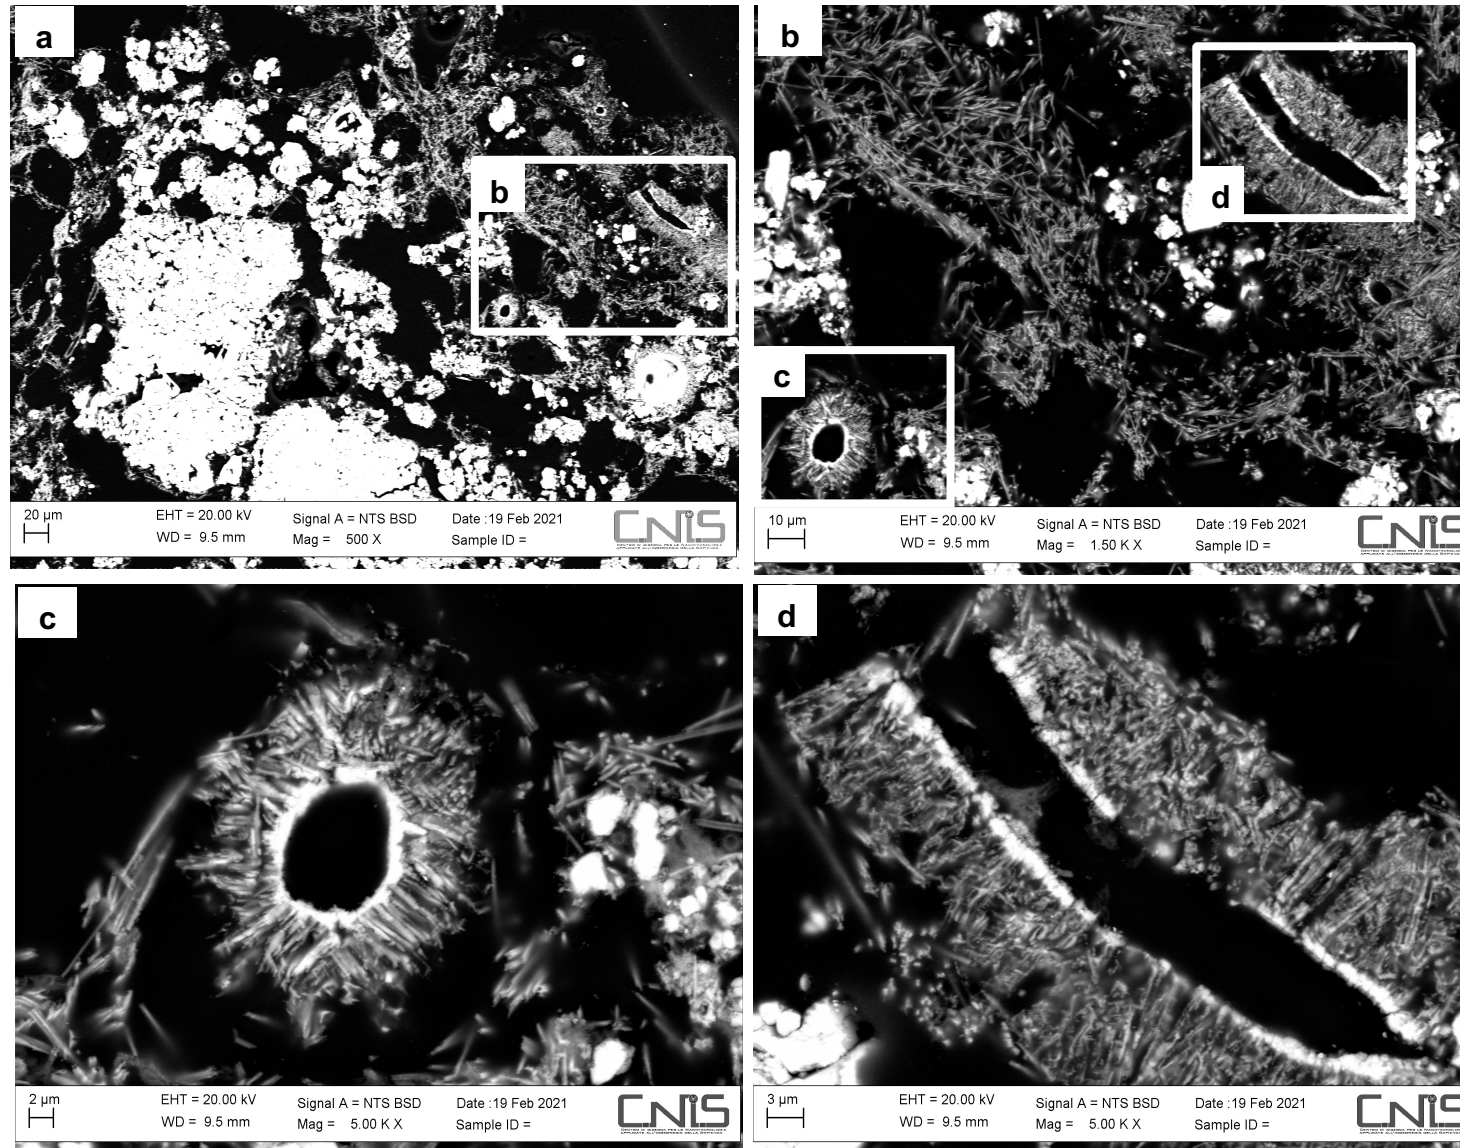 a
b
20 µm
EHT = 20.00 kV
WD = 9.5 mm
Signal A = NTS BSD
Mag = 500 X
Date :19 Feb 2021
Sample ID =
CNIS
b
d
c
10 µm
EHT = 20.00 kV
WD = 9.5 mm
Signal A = NTS BSD
Mag = 1.50 K X
Date :19 Feb 2021
Sample ID =
CNIS
c
2 µm
EHT = 20.00 kV
WD = 9.5 mm
Signal A = NTS BSD
Mag = 5.00 K X
Date :19 Feb 2021
Sample ID =
CNIS
d
3 µm
EHT = 20.00 kV
WD = 9.5 mm
Signal A = NTS BSD
Mag = 5.00 K X
Date :19 Feb 2021
Sample ID =
CNIS